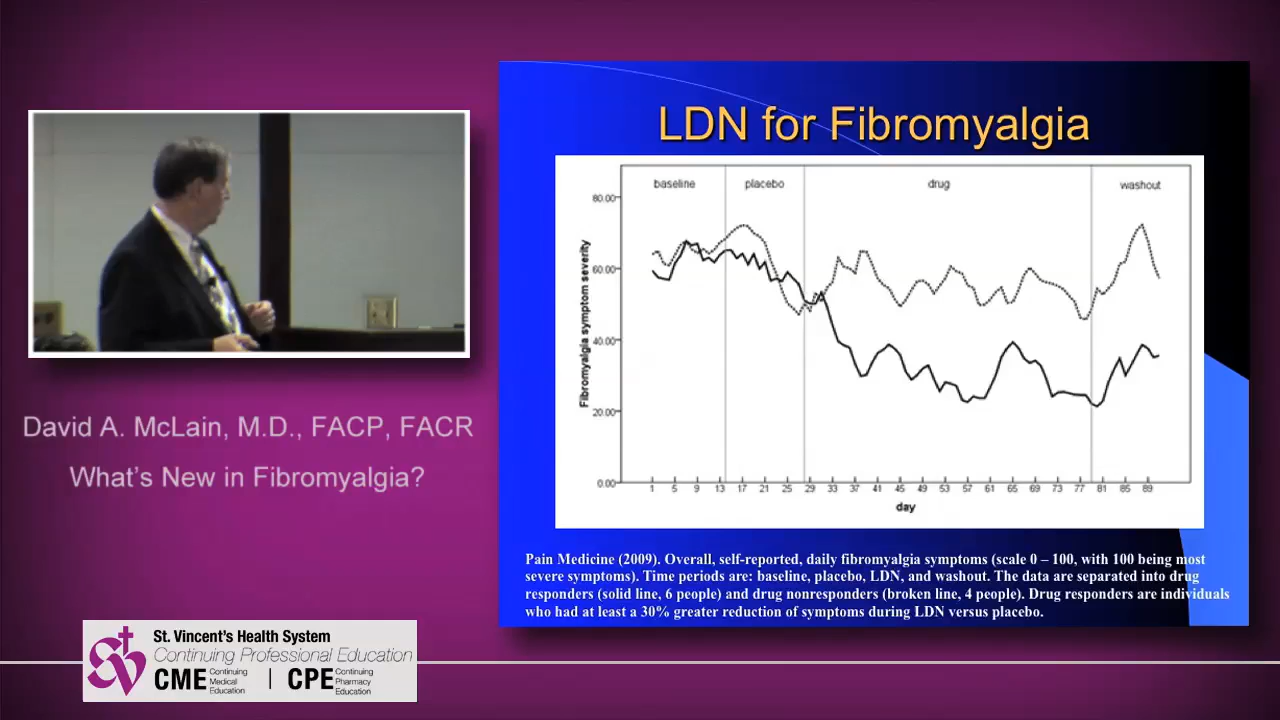 LDN for Fibromyalgia
baseline placebo drug washout
80.00
60.00
40.00
20.00
0.00
Fibromyalgia symptom severity
1 5 9 13 17 21 25 29 33 37 41 45 49 53 57 61 65 69 73 77 81 85 89
day
Pain Medicine (2009). Overall, self-reported, daily fibromyalgia symptoms (scale 0 – 100, with 100 being most
severe symptoms). Time periods are: baseline, placebo, LDN, and washout. The data are separated into drug
responders (solid line, 6 people) and drug nonresponders (broken line, 4 people). Drug responders are individuals
who had at least a 30% greater reduction of symptoms during LDN versus placebo.
David A. McLain, M.D., FACP, FACR
What's New in Fibromyalgia?
St. Vincent's Health System
Continuing Professional Education
CME Continuing Medical Education | CPE Continuing Pharmacy Education